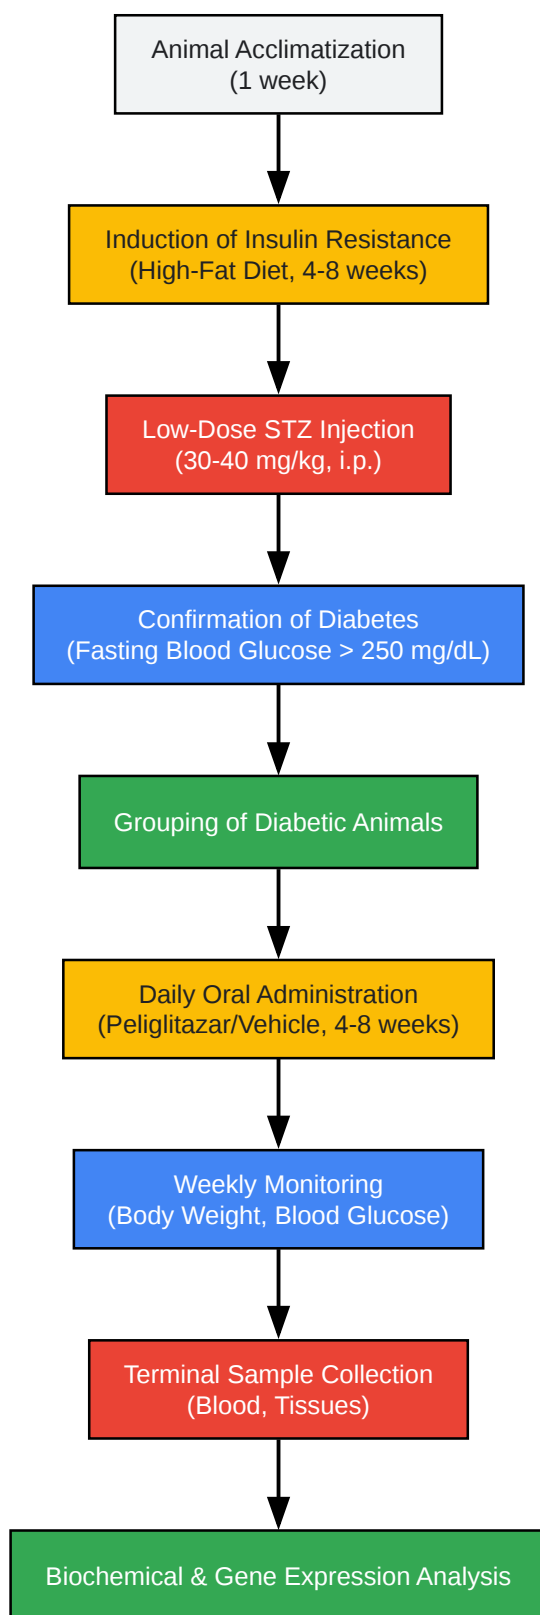 Animal Acclimatization
(1 week)
Induction of Insulin Resistance
(High-Fat Diet, 4-8 weeks)
Low-Dose STZ Injection
(30-40 mg/kg, i.p.)
Confirmation of Diabetes
(Fasting Blood Glucose > 250 mg/dL)
Grouping of Diabetic Animals
Daily Oral Administration
(Peliglitazar/Vehicle, 4-8 weeks)
Weekly Monitoring
(Body Weight, Blood Glucose)
Terminal Sample Collection
(Blood, Tissues)
Biochemical & Gene Expression Analysis